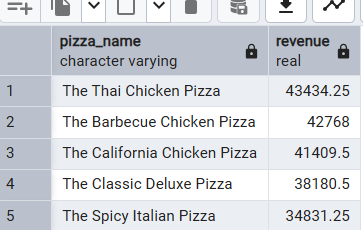 pizza_name revenue
character varying real
1 The Thai Chicken Pizza 43434.25
2 The Barbecue Chicken Pizza 42768
3 The California Chicken Pizza 41409.5
4 The Classic Deluxe Pizza 38180.5
5 The Spicy Italian Pizza 34831.25